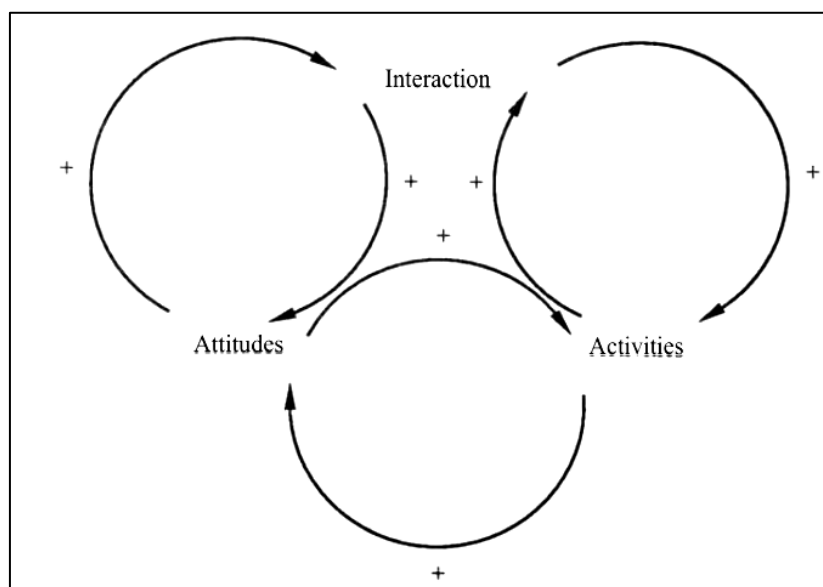 Interaction
+
+
+
+
+
Attitudes
Activities
+